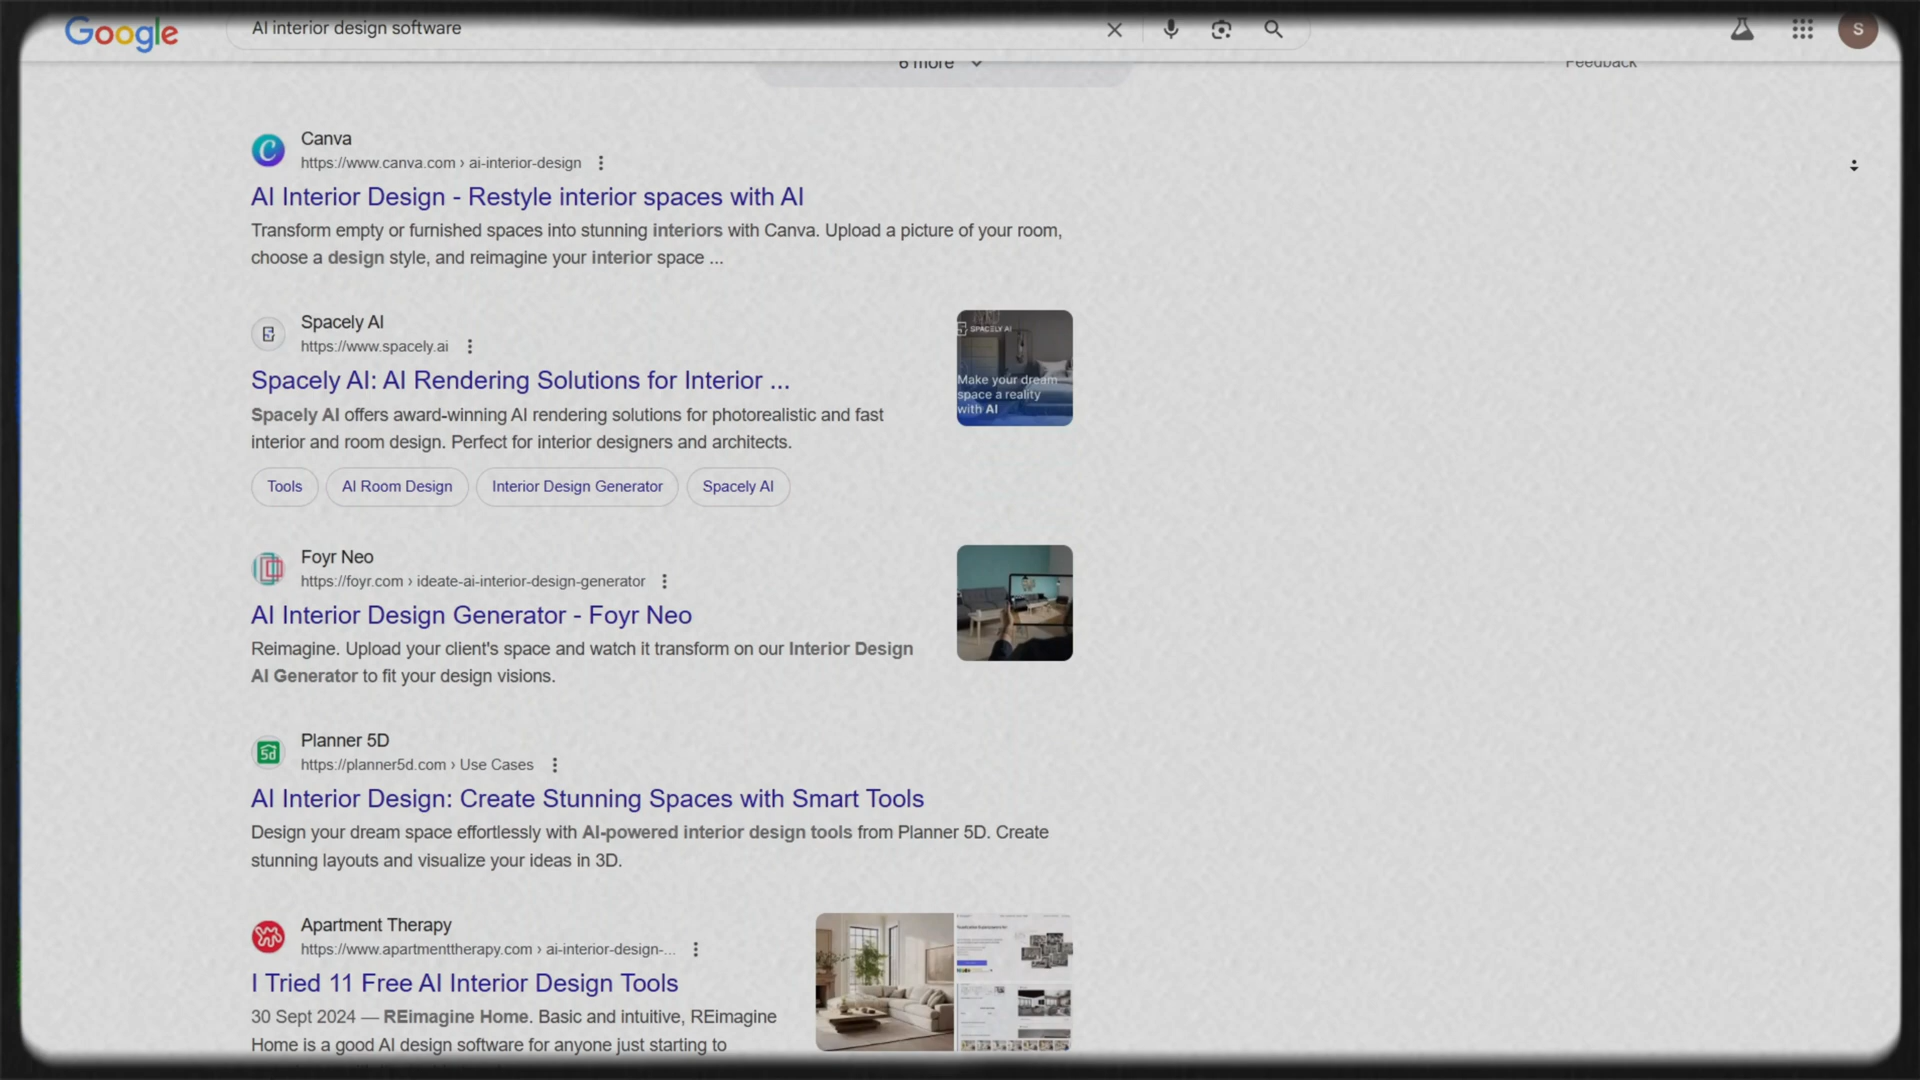 Google
AI interior design software
S
6 more
Feedback
Canva
https://www.canva.com › ai-interior-design
AI Interior Design - Restyle interior spaces with AI
Transform empty or furnished spaces into stunning interiors with Canva. Upload a picture of your room,
choose a design style, and reimagine your interior space ...
Spacely AI
https://www.spacely.ai
Spacely AI: AI Rendering Solutions for Interior ...
Spacely AI offers award-winning AI rendering solutions for photorealistic and fast
interior and room design. Perfect for interior designers and architects.
SPACELY AI
Make your dream
space a reality
with AI
Tools
AI Room Design
Interior Design Generator
Spacely AI
Foyr Neo
https://foyr.com › ideate-ai-interior-design-generator
AI Interior Design Generator - Foyr Neo
Reimagine. Upload your client's space and watch it transform on our Interior Design
AI Generator to fit your design visions.
5d
Planner 5D
https://planner5d.com › Use Cases
AI Interior Design: Create Stunning Spaces with Smart Tools
Design your dream space effortlessly with AI-powered interior design tools from Planner 5D. Create
stunning layouts and visualize your ideas in 3D.
Apartment Therapy
https://www.apartmenttherapy.com › ai-interior-design-...
I Tried 11 Free AI Interior Design Tools
30 Sept 2024 — REimagine Home. Basic and intuitive, REimagine
Home is a good AI design software for anyone just starting to